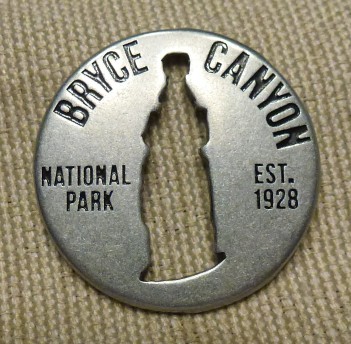 BRYCE CANYON
NATIONAL
PARK
EST.
1928